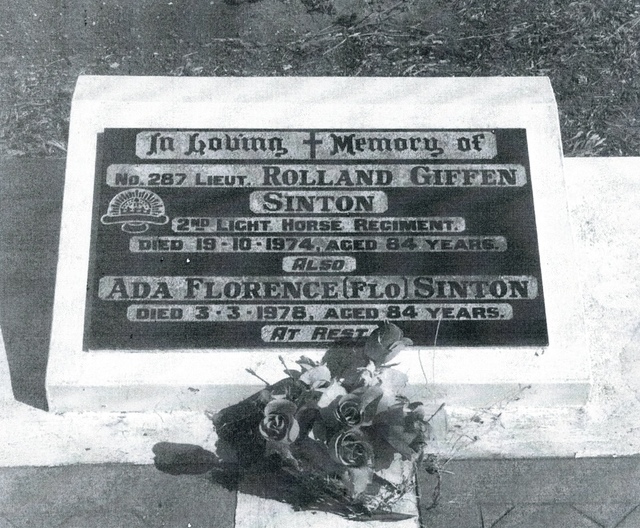 In Loving Memory of
No. 287 Lieut. ROLLAND GIFFEN
SINTON
2ND LIGHT HORSE REGIMENT.
DIED 19-10-1974, AGED 84 YEARS.
ALSO
ADA FLORENCE (FLO) SINTON
DIED 3-3-1978, AGED 84 YEARS.
AT REST.